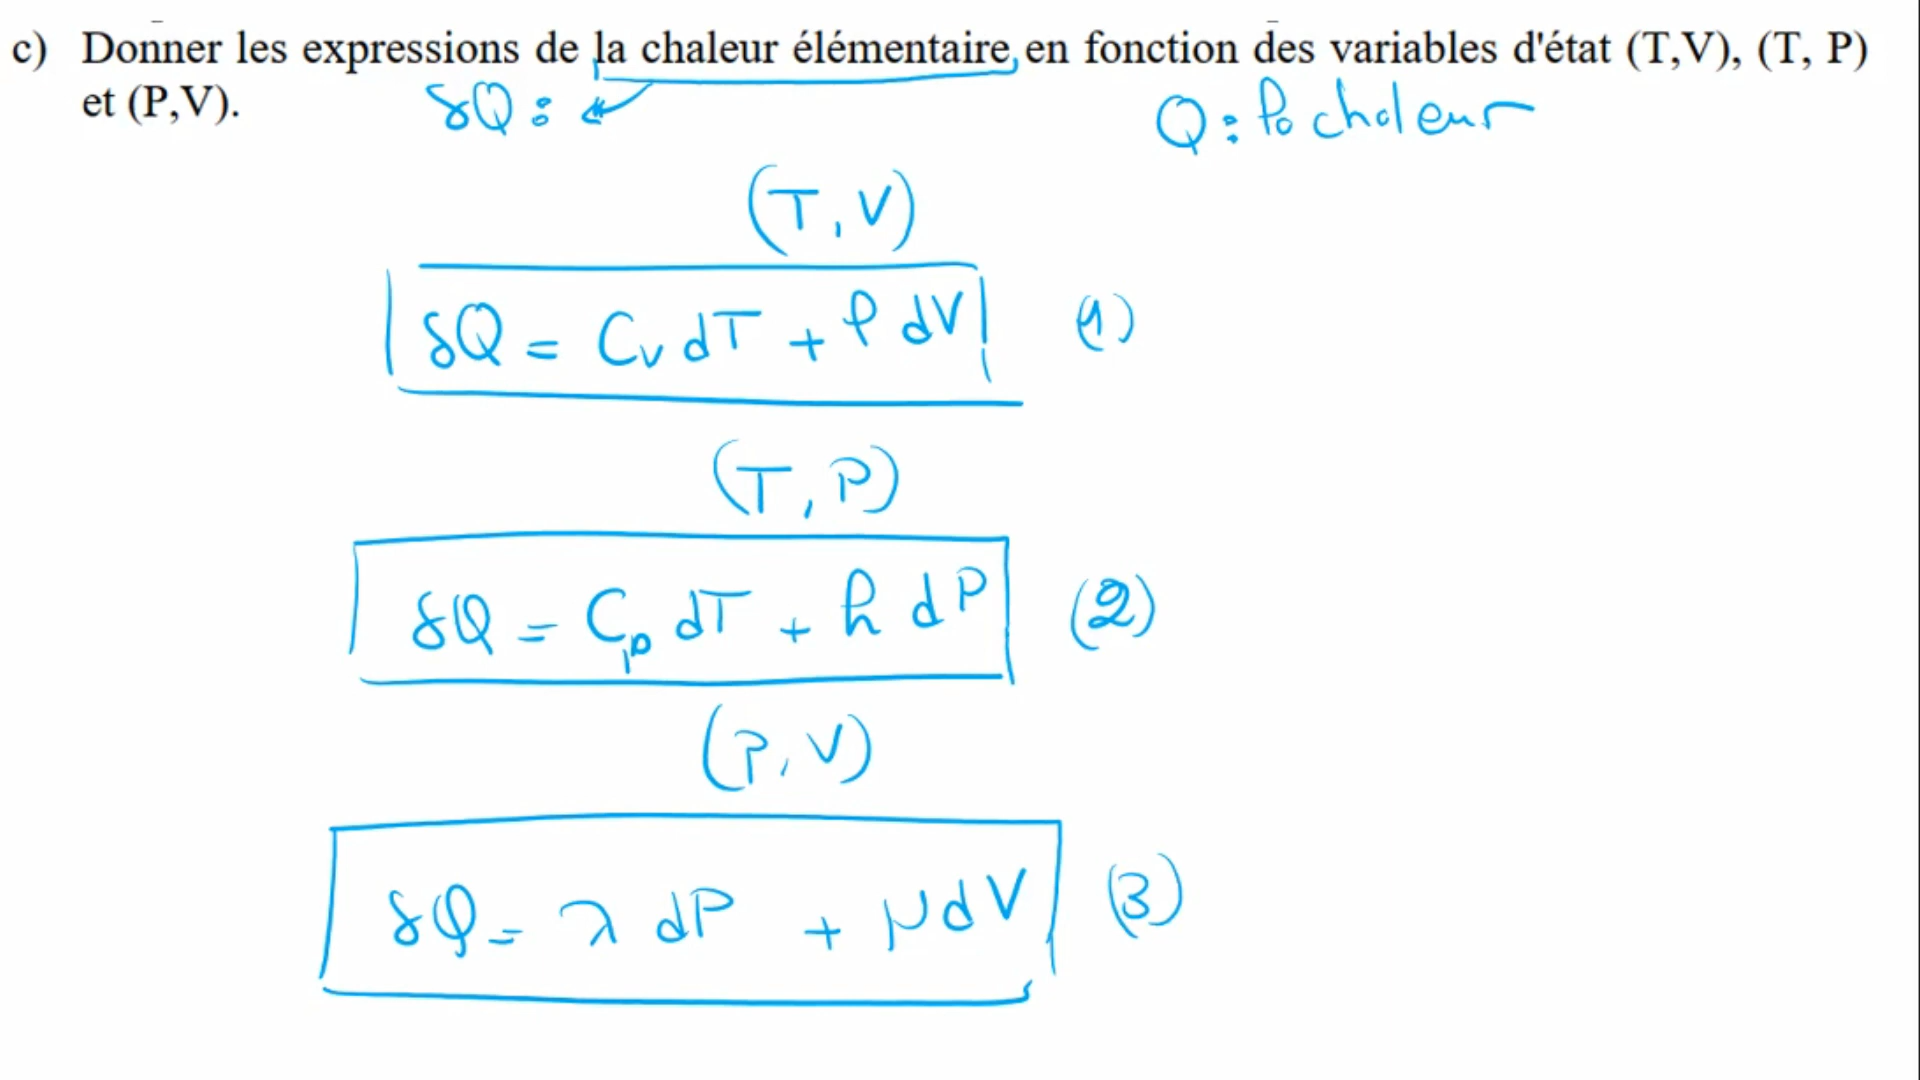 c) Donner les expressions de la chaleur élémentaire en fonction des variables d'état (T,V), (T, P)
et (P,V).
δQ : Q : la chaleur
(T, V)
δQ = Cv dT + l dV (1)
(T, P)
δQ = Cp dT + h dP (2)
(P, V)
δQ = λ dP + μ dV (3)